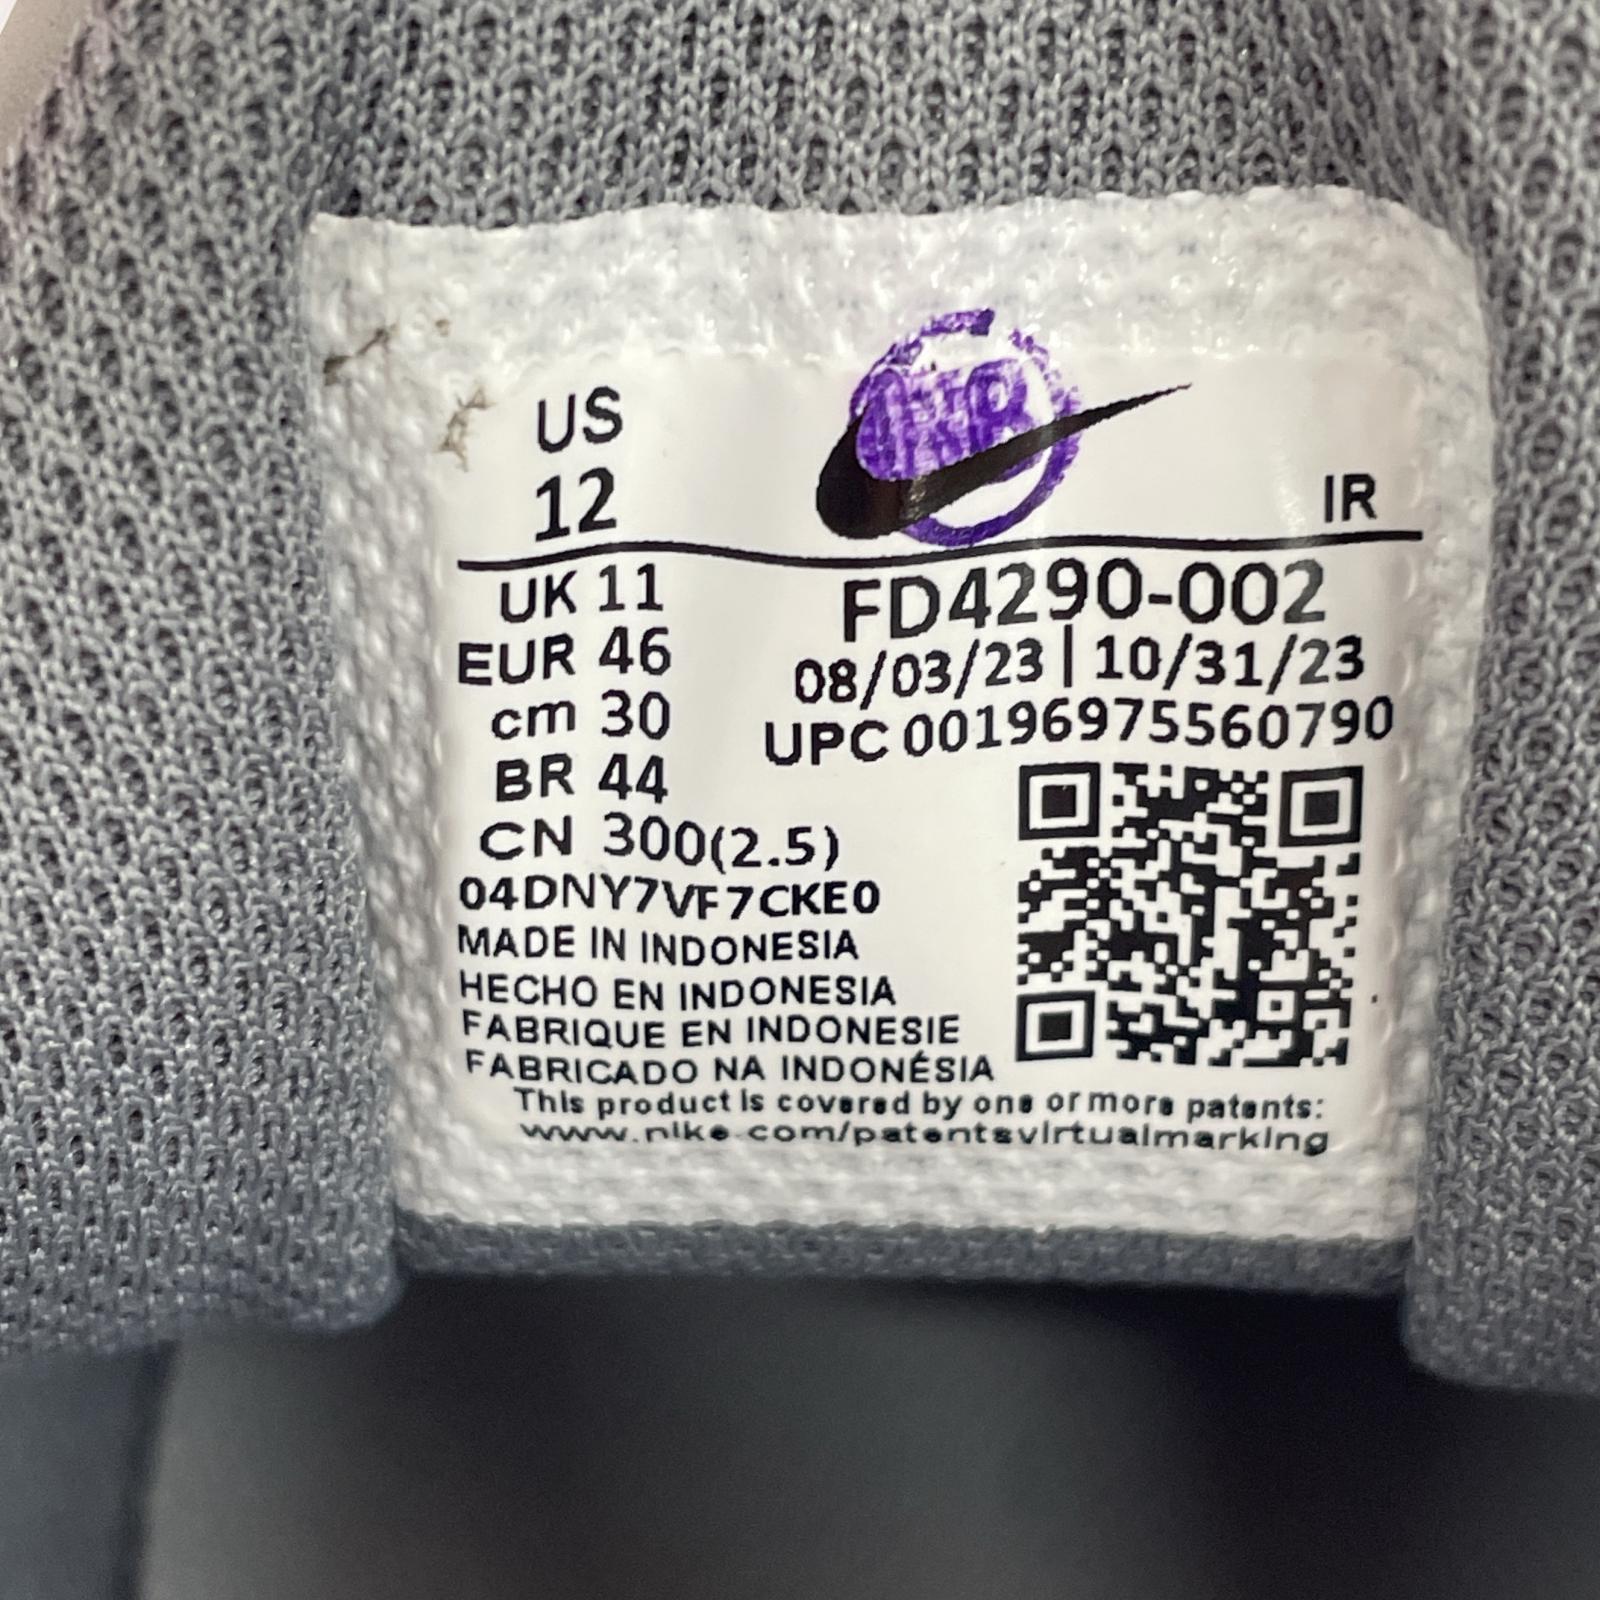 US
12
IR
UK 11
EUR 46
cm 30
BR 44
CN 300(2.5)
FD4290-002
08/03/23 | 10/31/23
UPC 00196975560790
04DNY7VF7CKE0
MADE IN INDONESIA
HECHO EN INDONESIA
FABRIQUE EN INDONESIE
FABRICADO NA INDONÉSIA
This product is covered by one or more patents:
www.nike.com/patentsvirtualmarking